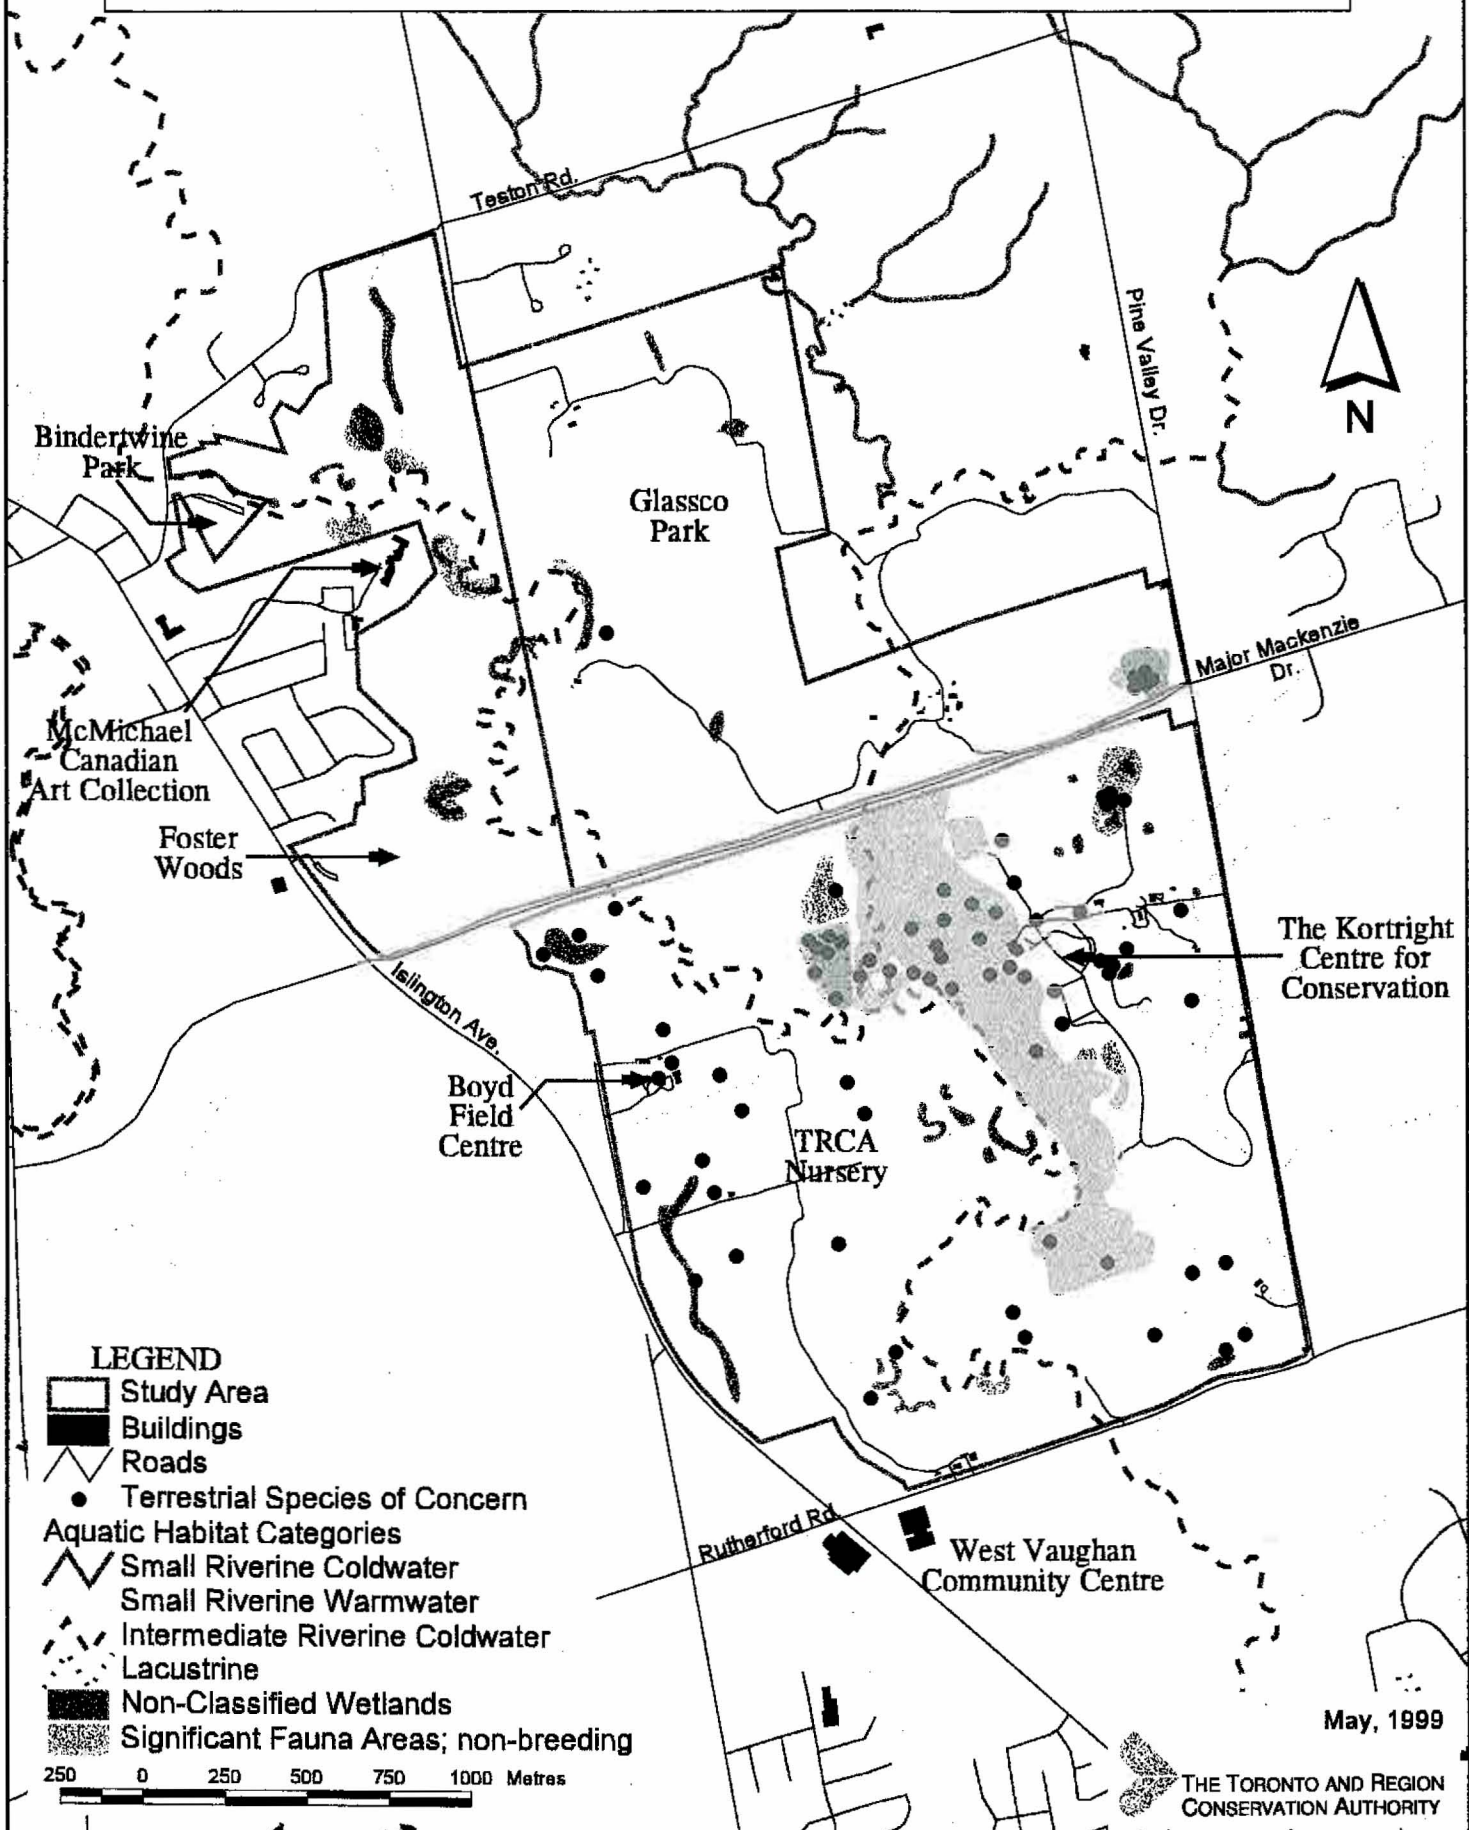 Teston Rd.
Pine Valley Dr.
N
Bindertwine
Park
Glassco
Park
Major Mackenzie
Dr.
McMichael
Canadian
Art Collection
Foster
Woods
The Kortright
Centre for
Conservation
Islington Ave.
Boyd
Field
Centre
TRCA
Nursery
LEGEND
Study Area
Buildings
Roads
Terrestrial Species of Concern
Aquatic Habitat Categories
Small Riverine Coldwater
Small Riverine Warmwater
Intermediate Riverine Coldwater
Lacustrine
Non-Classified Wetlands
Significant Fauna Areas; non-breeding
250 0 250 500 750 1000 Metres
Rutherford Rd.
West Vaughan
Community Centre
May, 1999
THE TORONTO AND REGION
CONSERVATION AUTHORITY